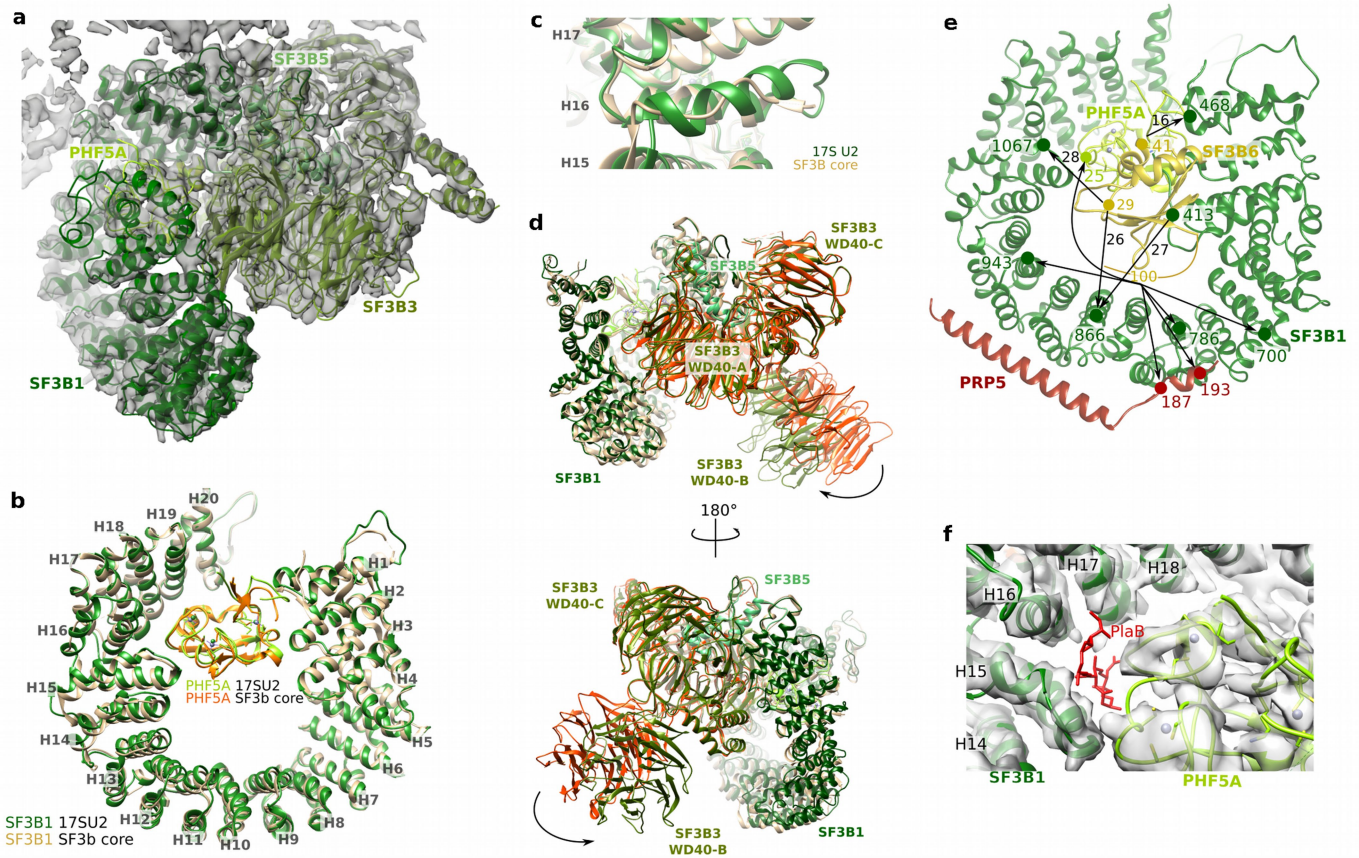 a
SF3B5
PHF5A
SF3B3
SF3B1
b
H20
H19
H18
H17
H16
H15
H14
H13
H12
H11
H10
H9
H8
H7
H6
H5
H4
H3
H2
H1
PHF5A 17SU2
PHF5A SF3b core
SF3B1 17SU2
SF3B1 SF3b core
c
H17
H16
H15
17S U2
SF3B core
d
SF3B3
WD40-C
SF3B5
SF3B3
WD40-A
SF3B3
WD40-B
SF3B1
180°
SF3B3
WD40-C
SF3B5
SF3B3
WD40-B
SF3B1
e
PHF5A
468
16
1067
41
SF3B6
28
25
29
413
26
27
943
100
866
786
700
SF3B1
PRP5
187
193
f
H17
H18
H16
PlaB
H15
H14
SF3B1
PHF5A